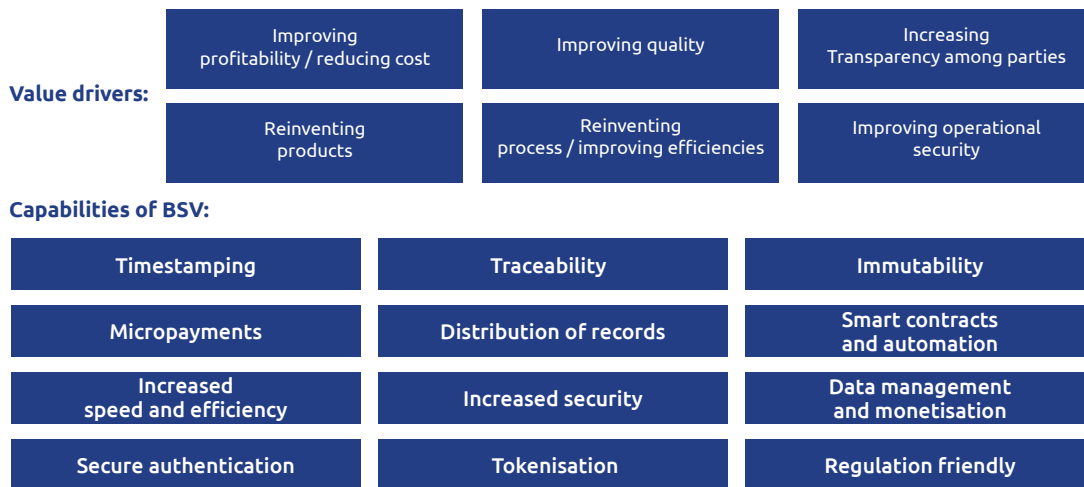 Improving
profitability / reducing cost
Improving quality
Increasing
Transparency among parties
Value drivers:
Reinventing
products
Reinventing
process / improving efficiencies
Improving operational
security
Capabilities of BSV:
Timestamping
Traceability
Immutability
Micropayments
Distribution of records
Smart contracts
and automation
Increased
speed and efficiency
Increased security
Data management
and monetisation
Secure authentication
Tokenisation
Regulation friendly